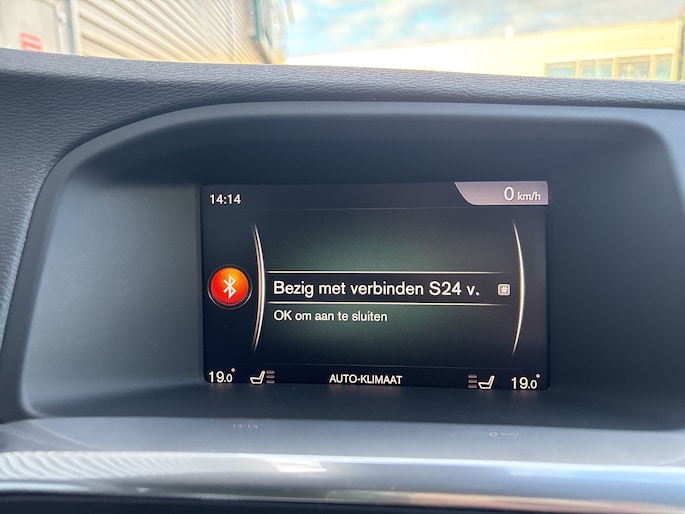 14:14 0 km/h
Bezig met verbinden S24 v.
OK om aan te sluiten
19.0° AUTO-KLIMAAT 19.0°